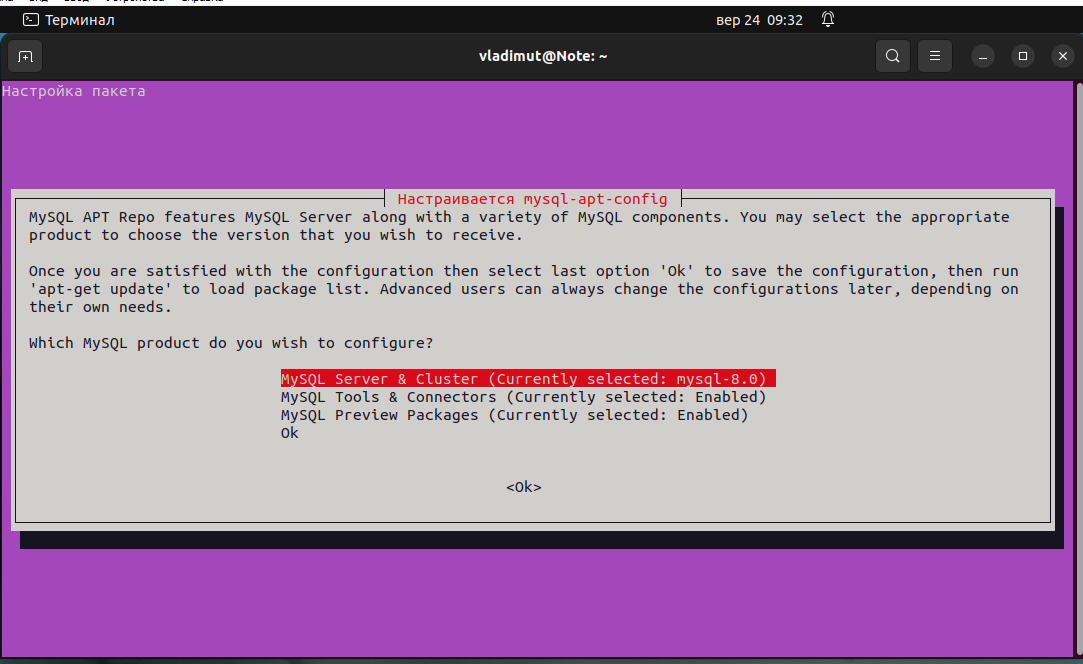 Терминал
вер 24 09:32
vladimut@Note: ~
Настройка пакета
Настраивается mysql-apt-config
MySQL APT Repo features MySQL Server along with a variety of MySQL components. You may select the appropriate
product to choose the version that you wish to receive.
Once you are satisfied with the configuration then select last option 'Ok' to save the configuration, then run
'apt-get update' to load package list. Advanced users can always change the configurations later, depending on
their own needs.
Which MySQL product do you wish to configure?
MySQL Server & Cluster (Currently selected: mysql-8.0)
MySQL Tools & Connectors (Currently selected: Enabled)
MySQL Preview Packages (Currently selected: Enabled)
Ok
<Ok>